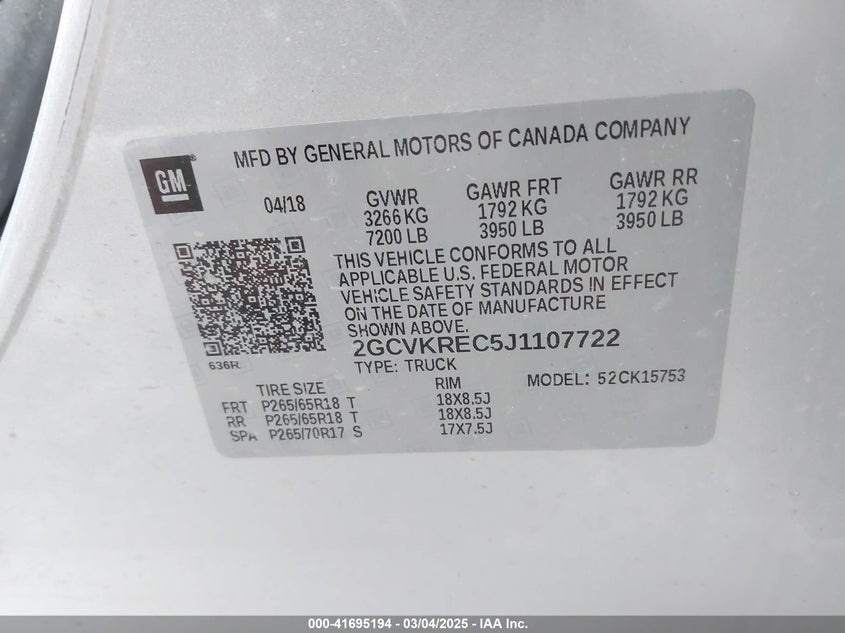 GM®
MFD BY GENERAL MOTORS OF CANADA COMPANY
04/18 GVWR GAWR FRT GAWR RR
3266 KG 1792 KG 1792 KG
7200 LB 3950 LB 3950 LB
THIS VEHICLE CONFORMS TO ALL
APPLICABLE U.S. FEDERAL MOTOR
VEHICLE SAFETY STANDARDS IN EFFECT
ON THE DATE OF MANUFACTURE
SHOWN ABOVE.
2GCVKREC5J1107722
636R
TYPE: TRUCK
MODEL: 52CK15753
TIRE SIZE RIM
FRT P265/65R18 T 18X8.5J
RR P265/65R18 T 18X8.5J
SPA P265/70R17 S 17X7.5J
000-41695194 - 03/04/2025 - IAA Inc.